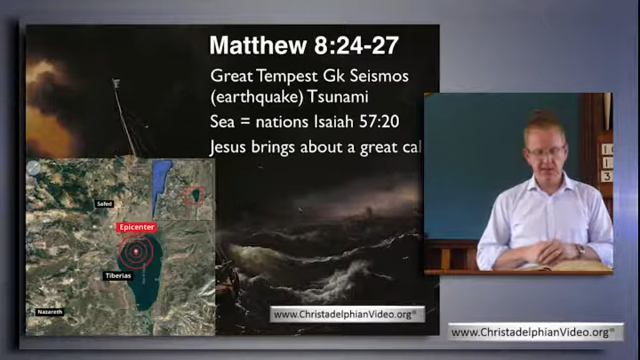 Matthew 8:24-27
Great Tempest Gk Seismos
(earthquake) Tsunami
Sea = nations Isaiah 57:20
Jesus brings about a great cal
Safed
Epicenter
Tiberias
Nazareth
www.ChristadelphianVideo.org®
www.ChristadelphianVideo.org®